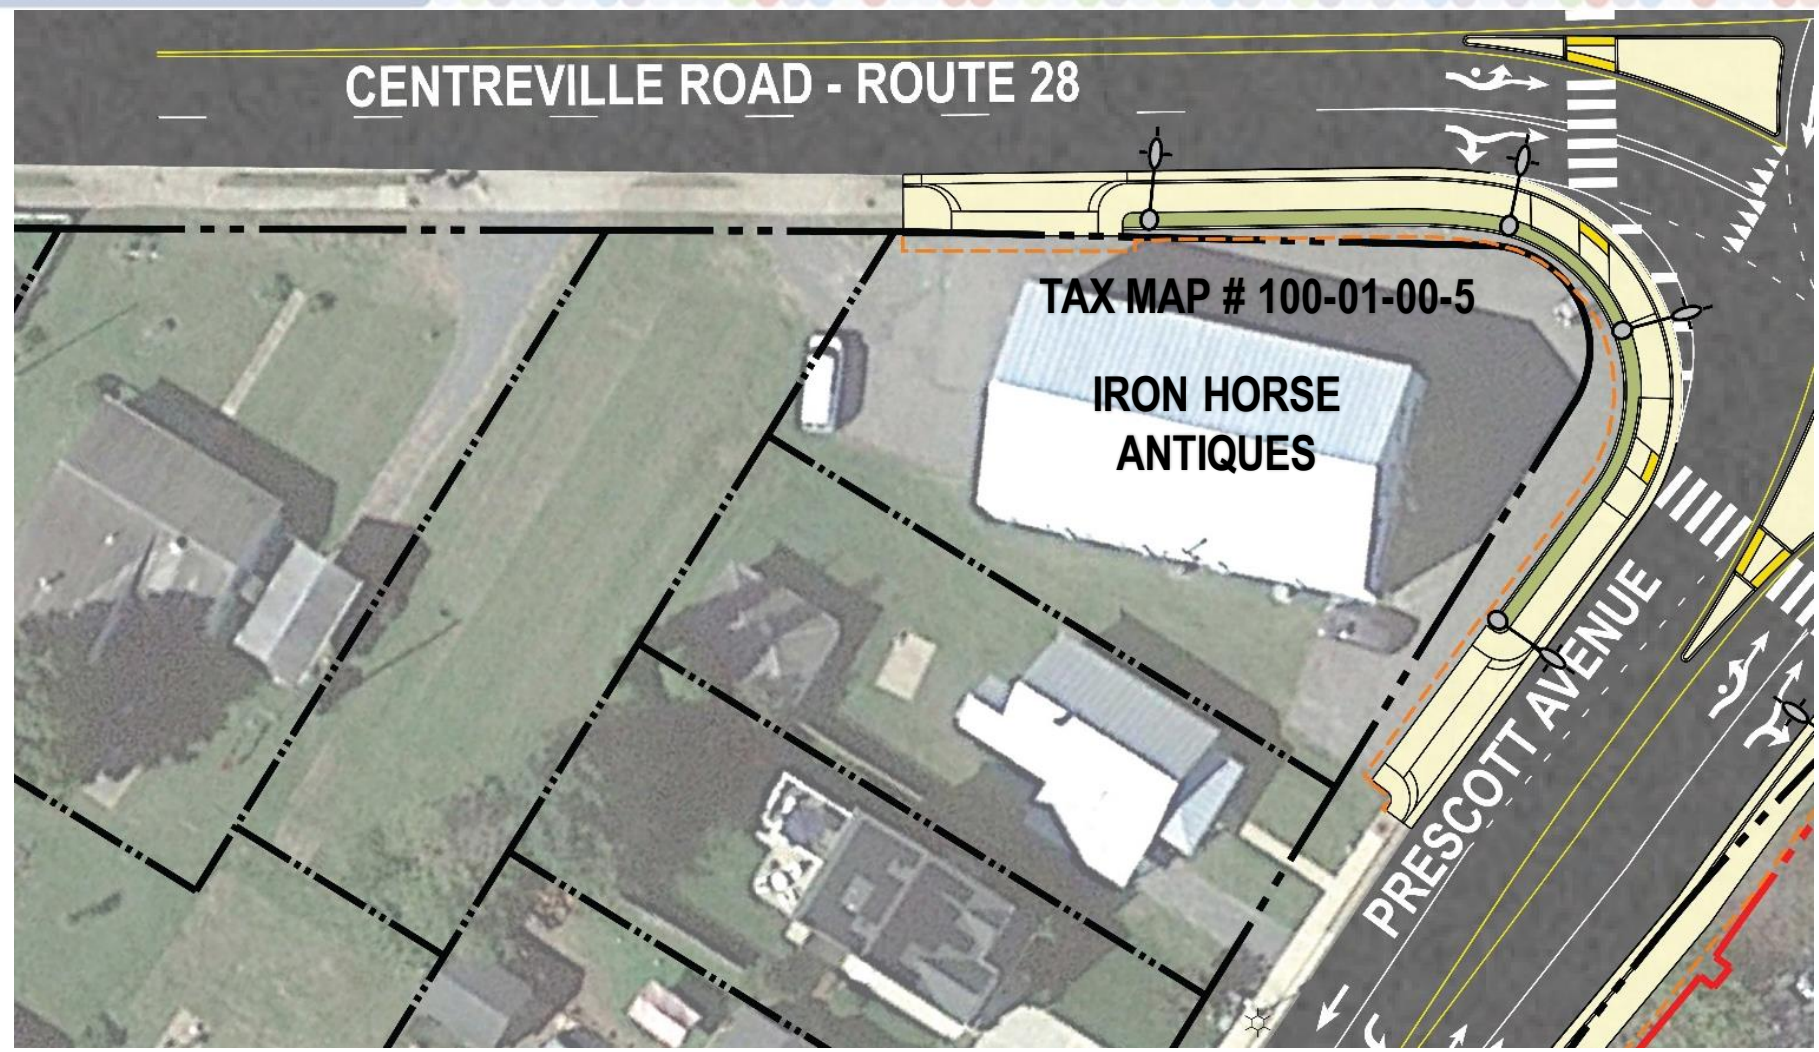 CENTREVILLE ROAD - ROUTE 28
TAX MAP # 100-01-00-5
IRON HORSE
ANTIQUES
PRESCOTT AVENUE